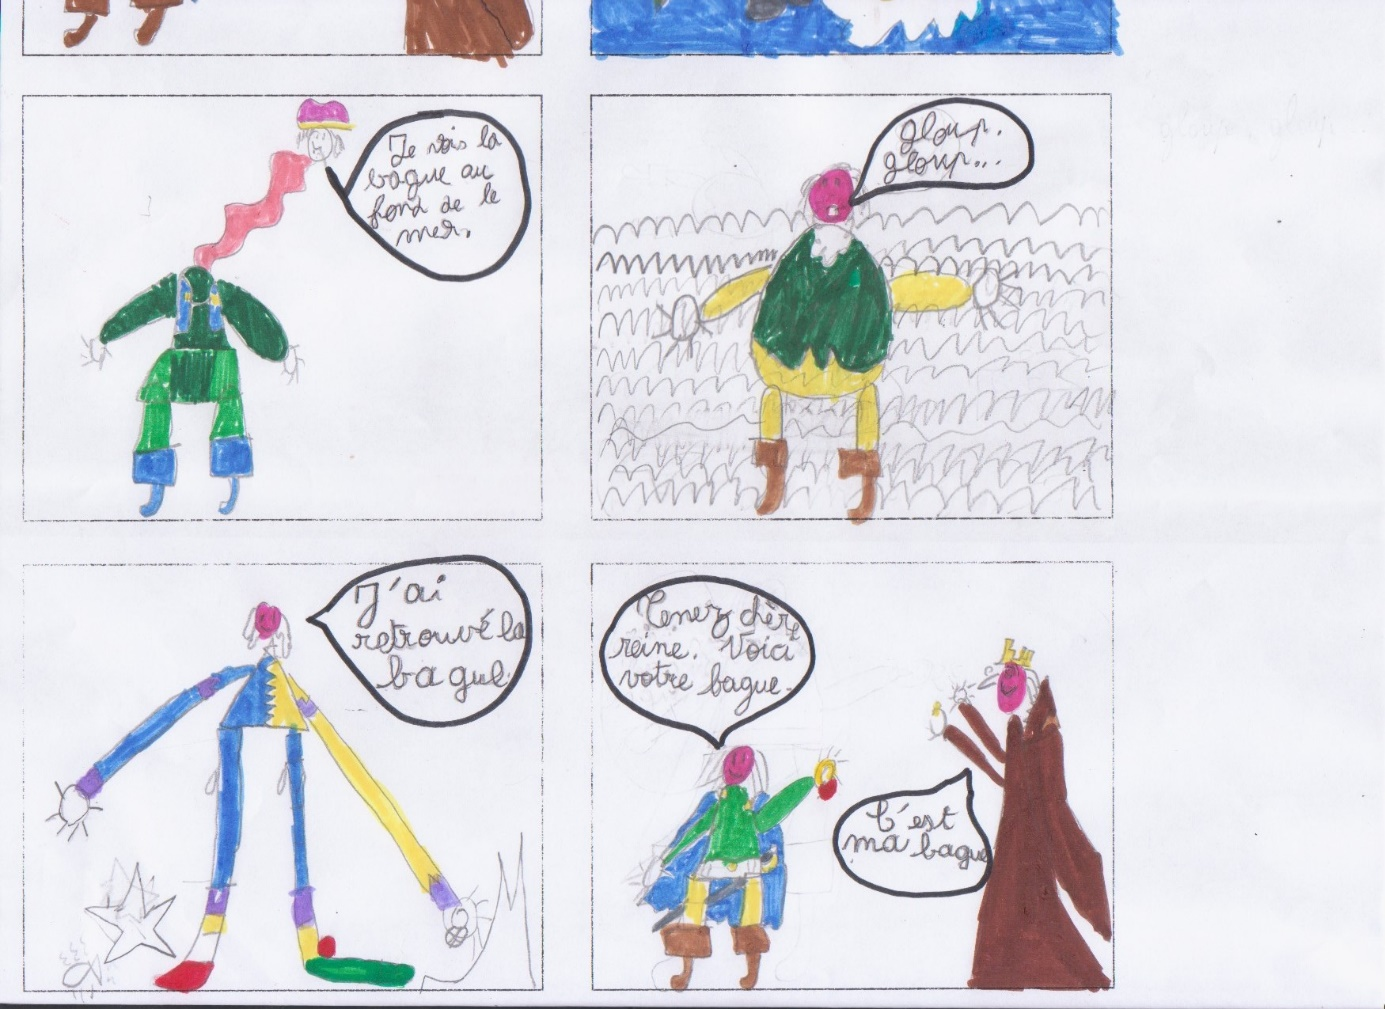 Je vois la
bague au
fond de le
mer.
gloup.
gloup...
J'ai
retrouvé la
bague.
Tenez chère
reine. Voici
votre bague.
C'est
ma bague